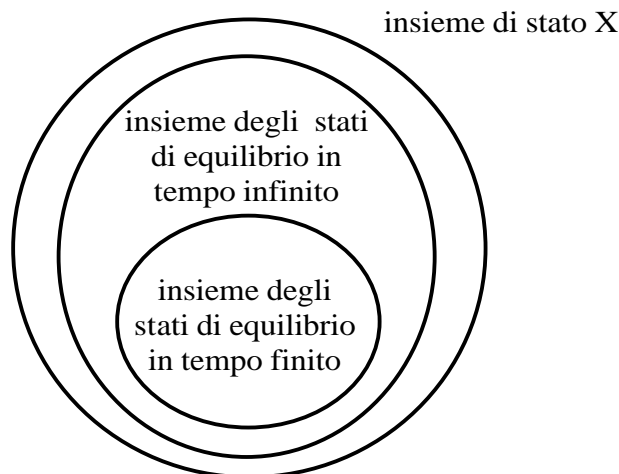 insieme di stato X
insieme degli stati
di equilibrio in
tempo infinito
insieme degli
stati di equilibrio
in tempo finito